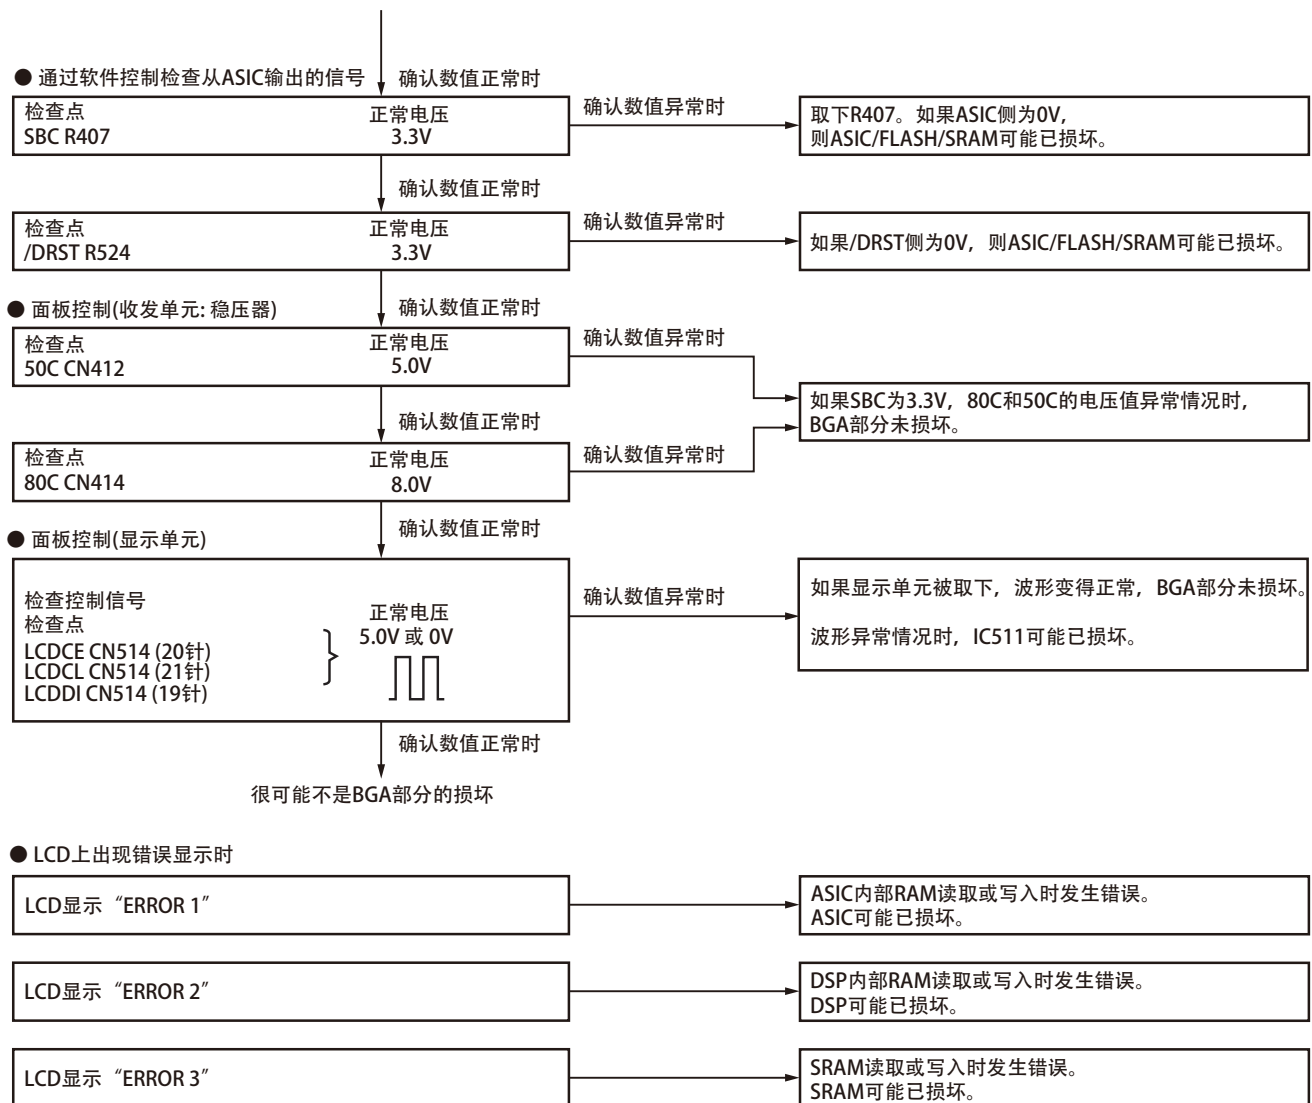 ● 通过软件控制检查从ASIC输出的信号
确认数值正常时
检查点
SBC R407
正常电压
3.3V
确认数值异常时
取下R407。如果ASIC侧为0V,
则ASIC/FLASH/SRAM可能已损坏。
确认数值正常时
检查点
/DRST R524
正常电压
3.3V
确认数值异常时
如果/DRST侧为0V, 则ASIC/FLASH/SRAM可能已损坏。
● 面板控制(收发单元: 稳压器)
确认数值正常时
检查点
50C CN412
正常电压
5.0V
确认数值异常时
如果SBC为3.3V, 80C和50C的电压值异常情况时,
BGA部分未损坏。
确认数值正常时
检查点
80C CN414
正常电压
8.0V
确认数值异常时
● 面板控制(显示单元)
确认数值正常时
检查控制信号
检查点
LCDCE CN514 (20针)
LCDCL CN514 (21针)
LCDDI CN514 (19针)
正常电压
5.0V 或 0V
确认数值异常时
如果显示单元被取下, 波形变得正常, BGA部分未损坏。
波形异常情况时, IC511可能已损坏。
确认数值正常时
很可能不是BGA部分的损坏
● LCD上出现错误显示时
LCD显示“ERROR 1”
ASIC内部RAM读取或写入时发生错误。
ASIC可能已损坏。
LCD显示“ERROR 2”
DSP内部RAM读取或写入时发生错误。
DSP可能已损坏。
LCD显示“ERROR 3”
SRAM读取或写入时发生错误。
SRAM可能已损坏。